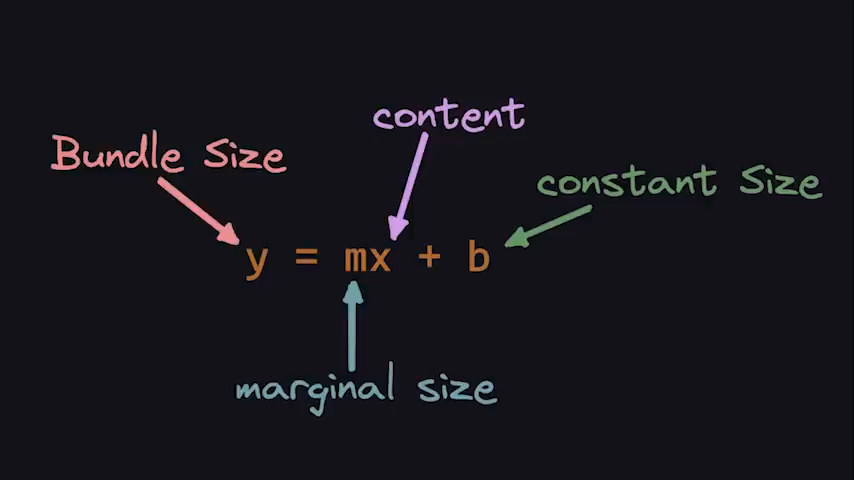 content
Bundle Size
constant Size
y = mx + b
marginal size